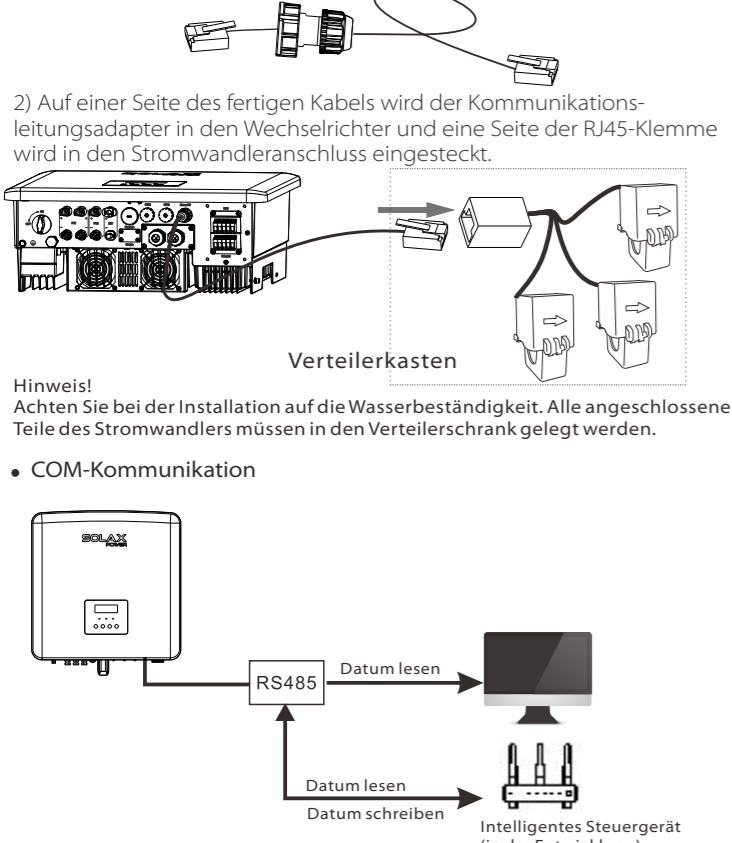 2) Auf einer Seite des fertigen Kabels wird der Kommunikations-
leitungsadapter in den Wechselrichter und eine Seite der RJ45-Klemme
wird in den Stromwandleranschluss eingesteckt.
Verteilerkasten
Hinweis!
Achten Sie bei der Installation auf die Wasserbeständigkeit. Alle angeschlossene
Teile des Stromwandlers müssen in den Verteilerschrank gelegt werden.
• COM-Kommunikation
SOLAX
POWER
RS485
Datum lesen
Datum lesen
Datum schreiben
Intelligentes Steuergerät
(in der Entwicklung)